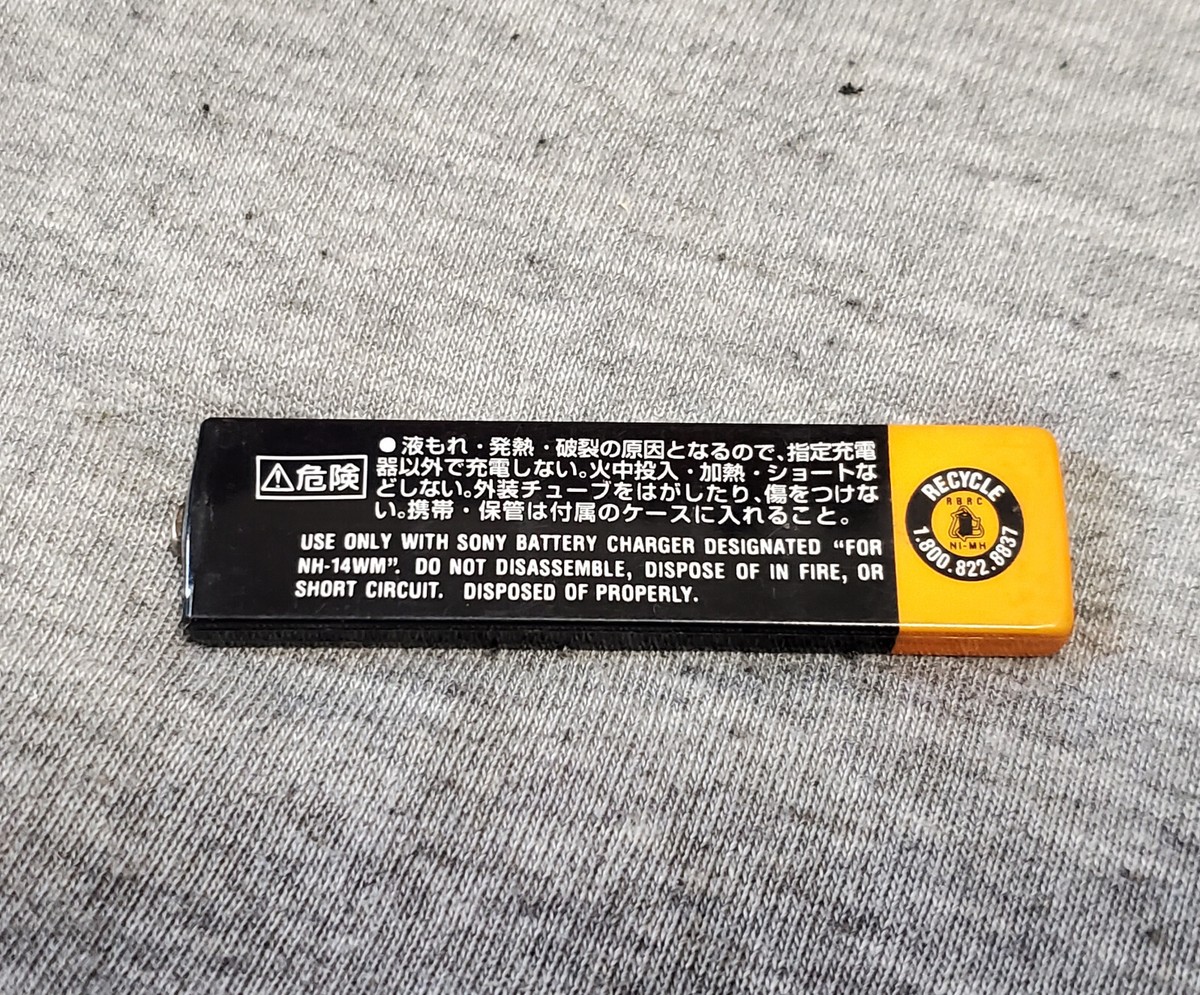 ⚠危険
●液もれ・発熱・破裂の原因となるので、指定充電
器以外で充電しない。火中投入・加熱・ショートな
どしない。外装チューブをはがしたり、傷をつけな
い。携帯・保管は付属のケースに入れること。
USE ONLY WITH SONY BATTERY CHARGER DESIGNATED “FOR
NH-14WM”. DO NOT DISASSEMBLE, DISPOSE OF IN FIRE, OR
SHORT CIRCUIT. DISPOSED OF PROPERLY.
RECYCLE
RBRC
NI-MH
1.800.822.8837